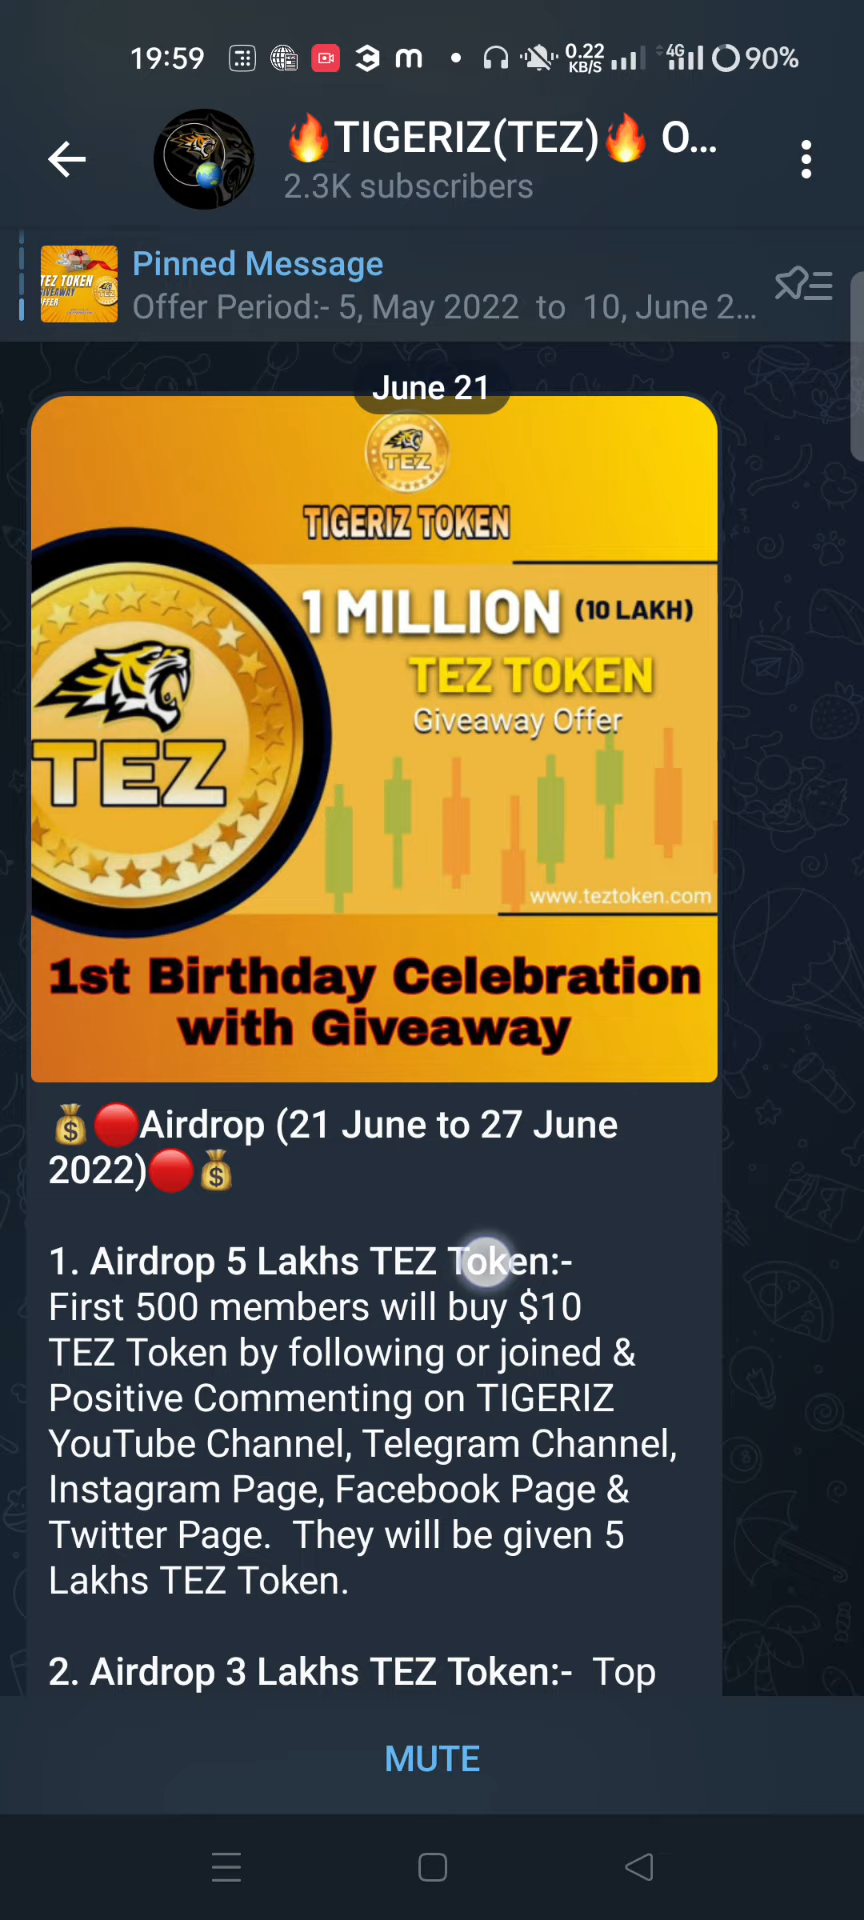 19:59
0.22
KB/S
4G
90%
🔥TIGERIZ(TEZ)🔥 O...
2.3K subscribers
TEZ TOKEN
GIVEAWAY
OFFER
Pinned Message
Offer Period:- 5, May 2022 to 10, June 2...
June 21
TEZ
TIGERIZ TOKEN
1 MILLION (10 LAKH)
TEZ TOKEN
Giveaway Offer
TEZ
www.teztoken.com
1st Birthday Celebration
with Giveaway
💰🔴Airdrop (21 June to 27 June
2022)🔴💰
1. Airdrop 5 Lakhs TEZ Token:-
First 500 members will buy $10
TEZ Token by following or joined &
Positive Commenting on TIGERIZ
YouTube Channel, Telegram Channel,
Instagram Page, Facebook Page &
Twitter Page. They will be given 5
Lakhs TEZ Token.
2. Airdrop 3 Lakhs TEZ Token:- Top
MUTE